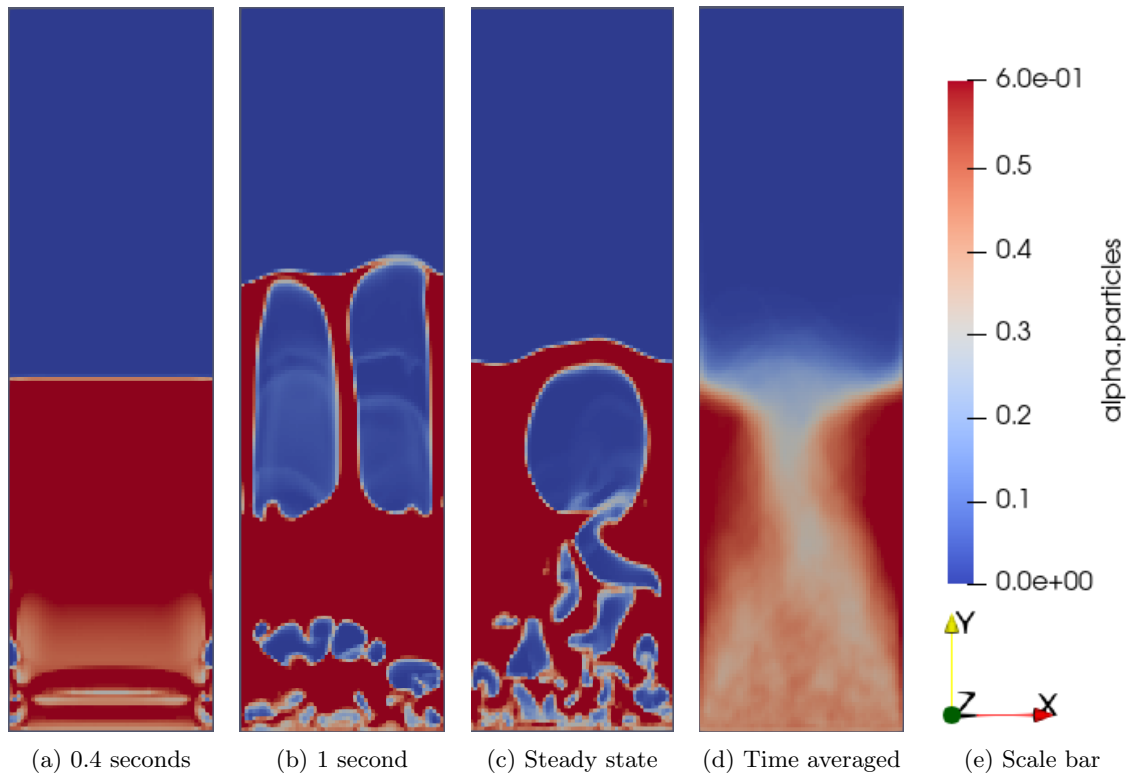 6.0e-01
0.5
0.4
0.3
0.2
0.1
0.0e+00
alpha.particles
Y
Z
X
(a) 0.4 seconds
(b) 1 second
(c) Steady state
(d) Time averaged
(e) Scale bar